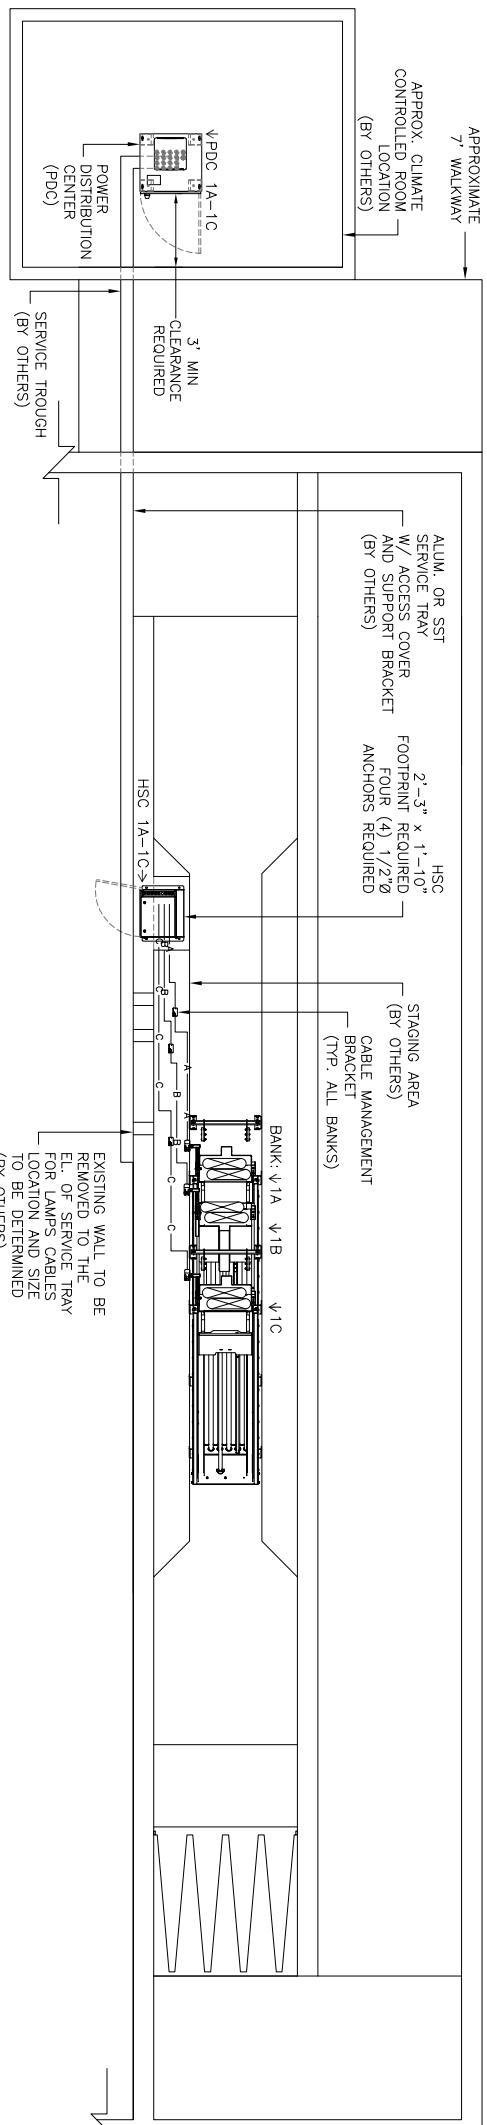 APPROXIMATE
7' WALKWAY
APPROX. CLIMATE
CONTROLLED ROOM
LOCATION
(BY OTHERS)
PDC 1A-1C
POWER
DISTRIBUTION
CENTER
(PDC)
3' MIN
CLEARANCE
REQUIRED
SERVICE TROUGH
(BY OTHERS)
ALUM. OR SST
SERVICE TRAY
W/ ACCESS COVER
AND SUPPORT BRACKET
(BY OTHERS)
HSC
2'-3" x 1'-10"
FOOTPRINT REQUIRED
FOUR (4) 1/2"Ø
ANCHORS REQUIRED
HSC 1A-1C
STAGING AREA
(BY OTHERS)
CABLE MANAGEMENT
BRACKET
(TYP. ALL BANKS)
BANK: 1A 1B 1C
A
B
C
A
B
C
C
A
B
C
C
EXISTING WALL TO BE
REMOVED TO THE
EL. OF SERVICE TRAY
FOR LAMPS CABLES
LOCATION AND SIZE
TO BE DETERMINED
(BY OTHERS)